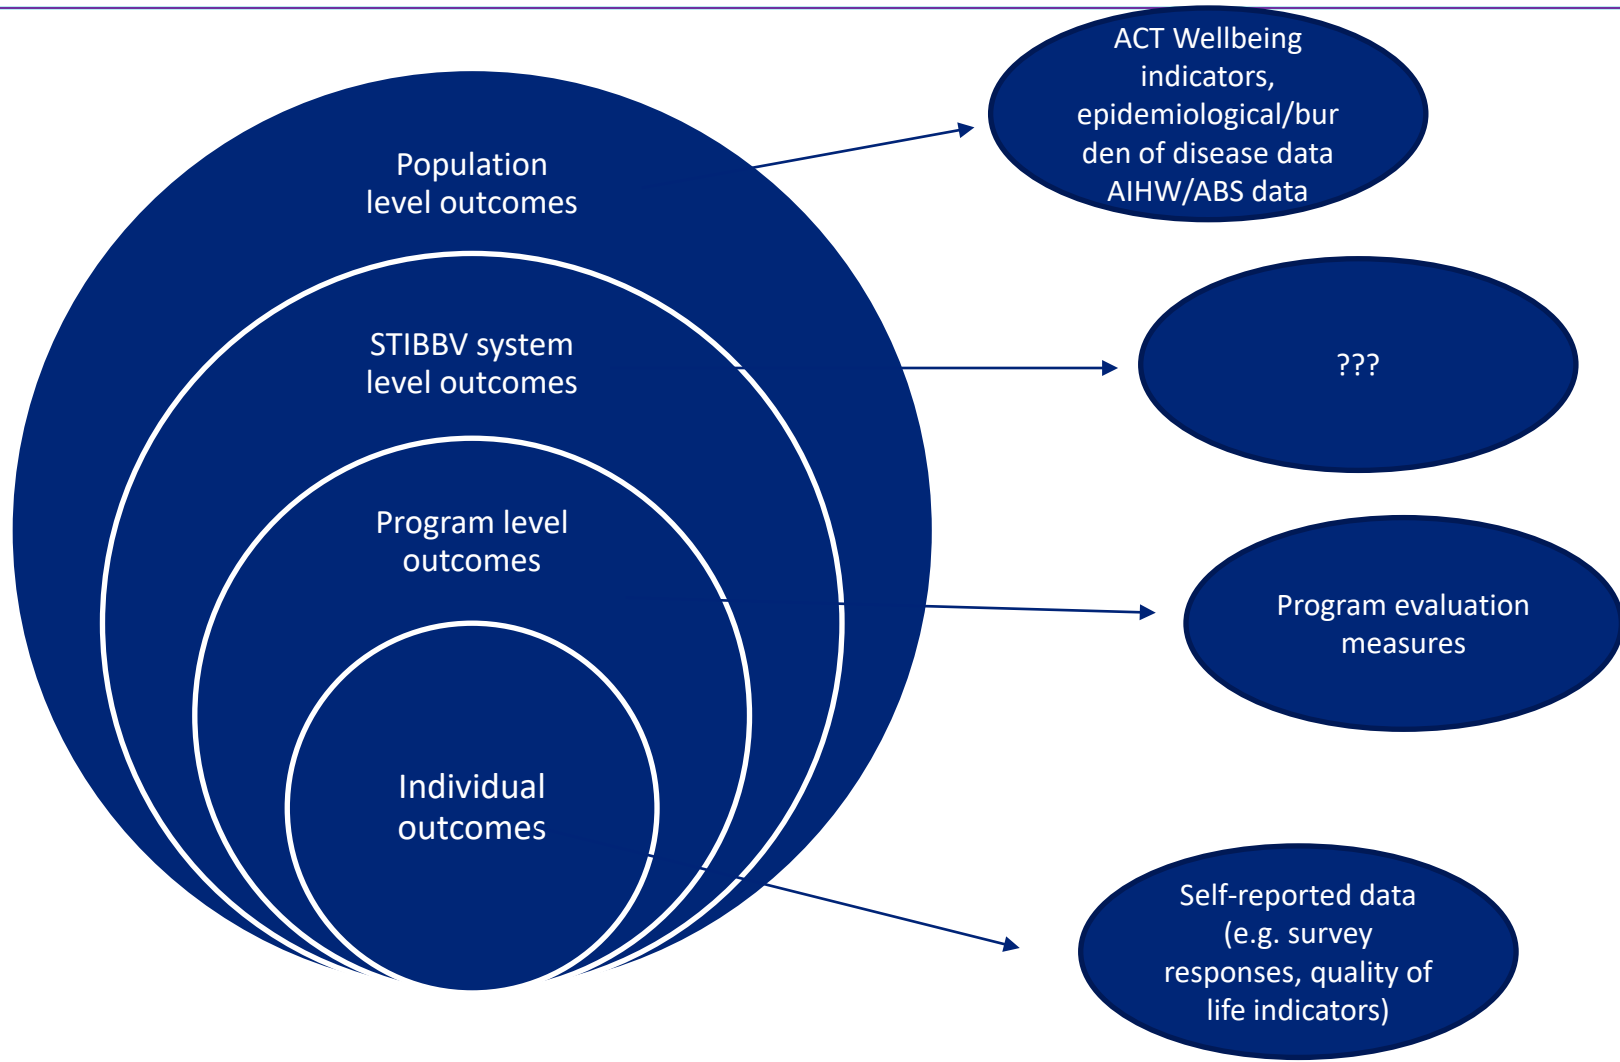 Population
level outcomes
STIBBV system
level outcomes
Program level
outcomes
Individual
outcomes
ACT Wellbeing
indicators,
epidemiological/bur
den of disease data
AIHW/ABS data
???
Program evaluation
measures
Self-reported data
(e.g. survey
responses, quality of
life indicators)